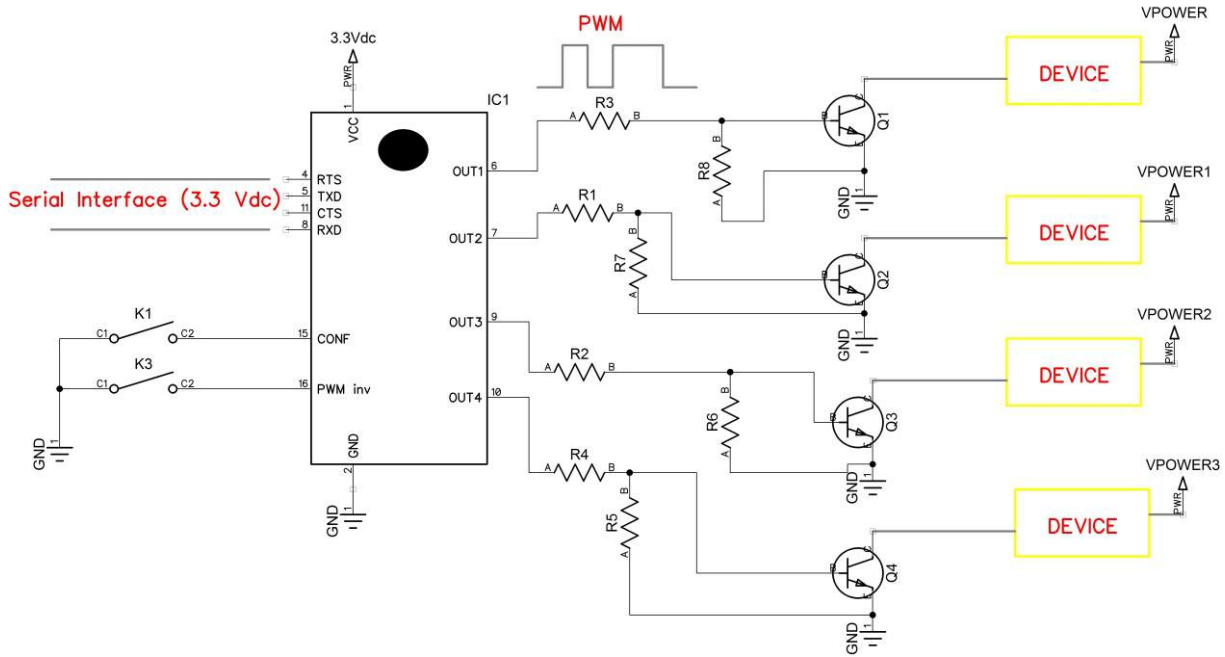 VPOWER
PWR
1
DEVICE
PWM
3.3Vdc
PWR
1
VCC
IC1
A R3 B
B R8 A
B C E Q1
GND 1
OUT1 6
Serial Interface (3.3 Vdc)
4 RTS
5 TXD
11 CTS
8 RXD
VPOWER1
PWR
1
DEVICE
OUT2 7
A R1 B
B R7 A
B C E Q2
GND 1
K1
C1 C2
15 CONF
K3
C1 C2
16 PWM inv
GND 1
OUT3 9
A R2 B
B R6 A
B C E Q3
GND 1
VPOWER2
PWR
1
DEVICE
OUT4 10
A R4 B
B R5 A
B C E Q4
GND 1
VPOWER3
PWR
1
DEVICE
GND
2
GND 1